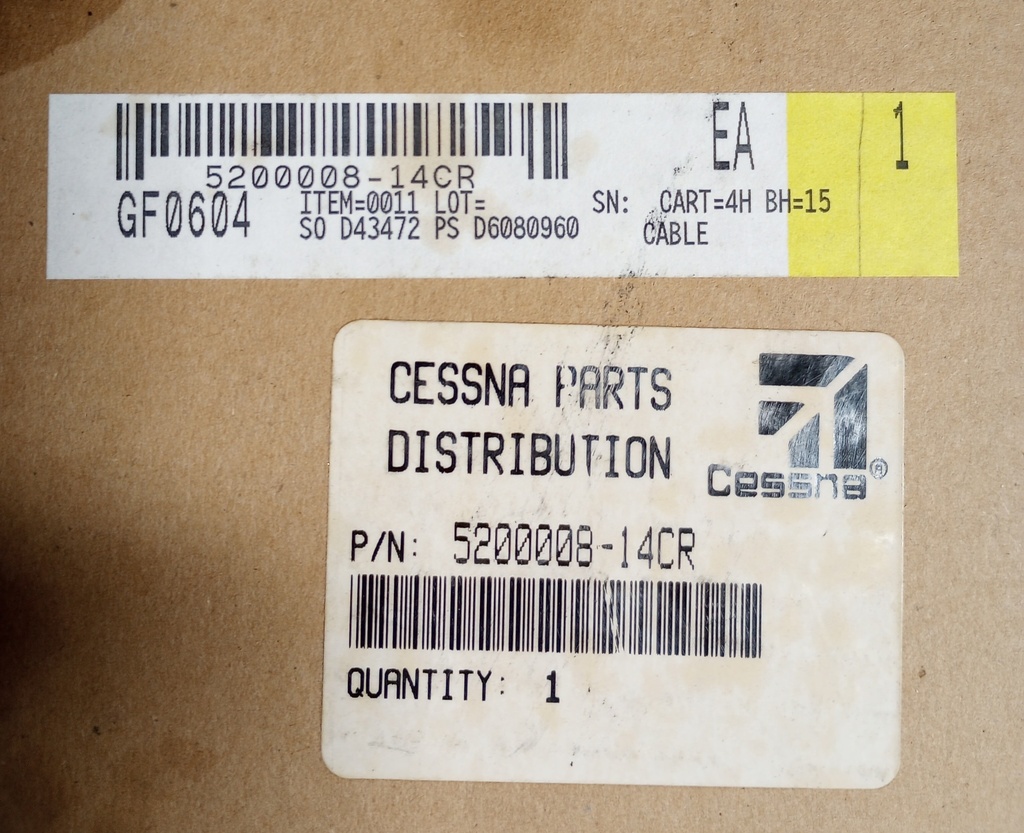 EA 1
5200008-14CR
GF0604 ITEM=0011 LOT= SN: CART=4H BH=15
SO D43472 PS D6080960 CABLE
CESSNA PARTS
DISTRIBUTION
Cessna®
P/N: 5200008-14CR
QUANTITY: 1